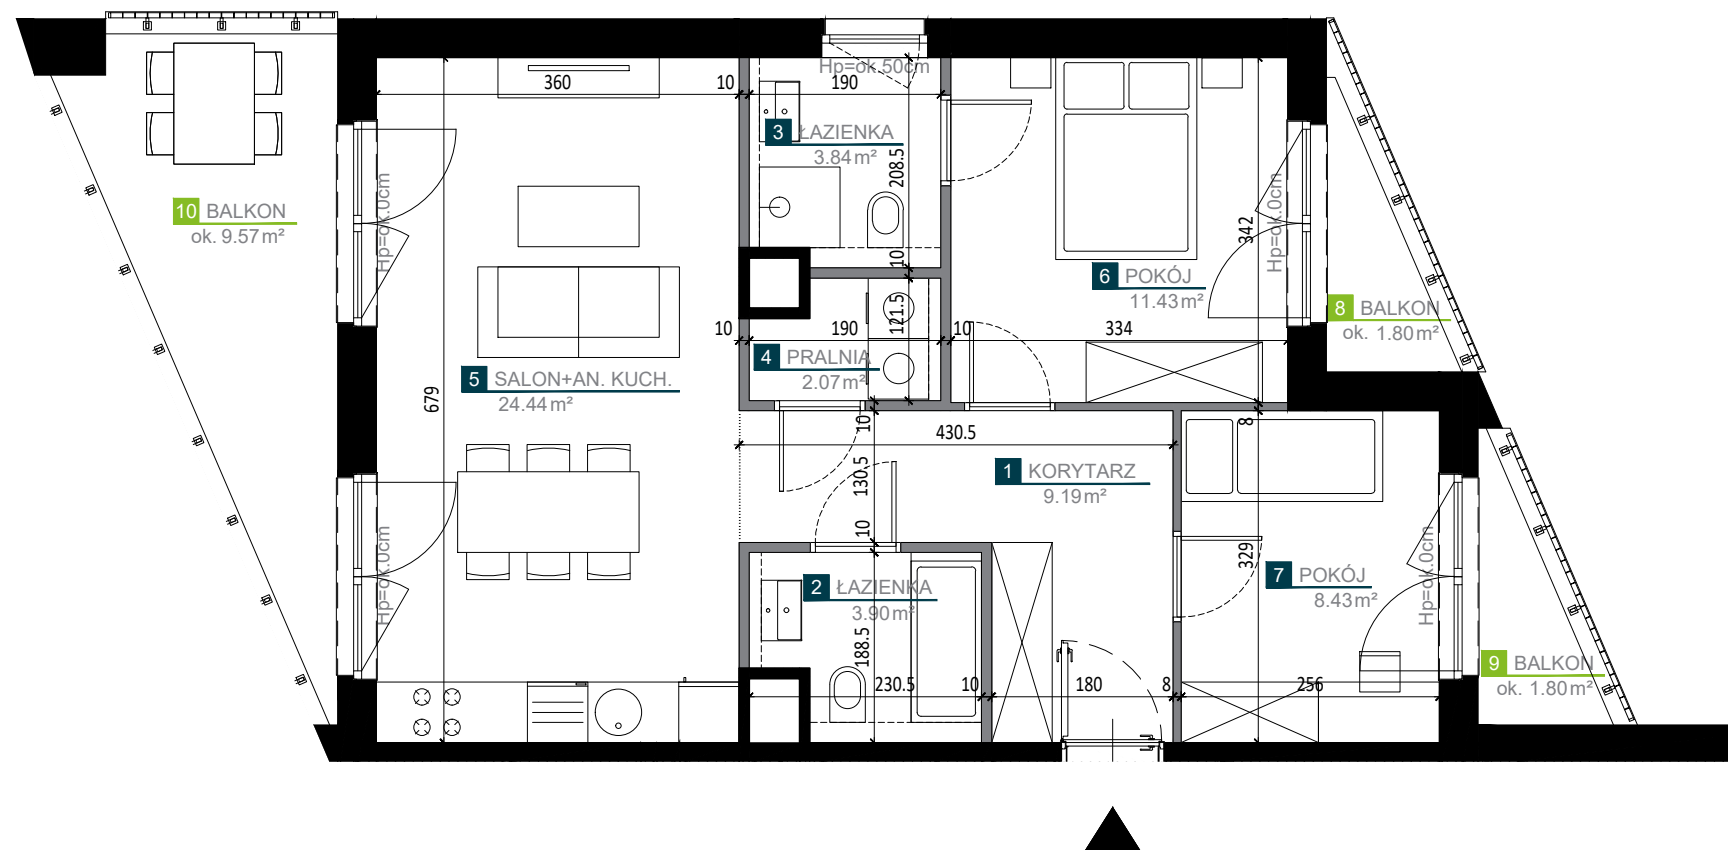 Hp=ok.50cm
360
10
190
3 ŁAZIENKA
3.84 m²
208.5
10
10 BALKON
ok. 9.57 m²
Hp=ok.0cm
342
Hp=ok.0cm
6 POKÓJ
11.43 m²
8 BALKON
ok. 1.80 m²
10
190
121.5
10
334
4 PRALNIA
2.07 m²
5 SALON+AN. KUCH.
24.44 m²
679
10
430.5
8
130.5
1 KORYTARZ
9.19 m²
10
329
Hp=ok.0cm
Hp=ok.0cm
2 ŁAZIENKA
3.90 m²
7 POKÓJ
8.43 m²
188.5
9 BALKON
ok. 1.80 m²
230.5
10
180
8
256